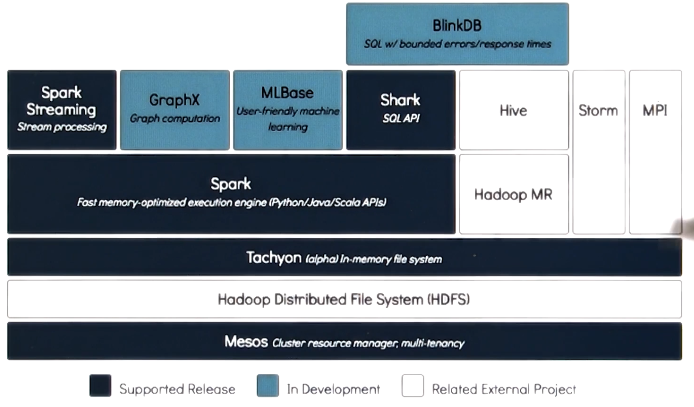 BlinkDB
SQL w/ bounded errors/response times
Spark
Streaming
Stream processing
GraphX
Graph computation
MLBase
User-friendly machine
learning
Shark
SQL API
Hive
Storm
MPI
Spark
Fast memory-optimized execution engine (Python/Java/Scala APIs)
Hadoop MR
Tachyon (alpha) In-memory file system
Hadoop Distributed File System (HDFS)
Mesos Cluster resource manager, multi-tenancy
Supported Release
In Development
Related External Project